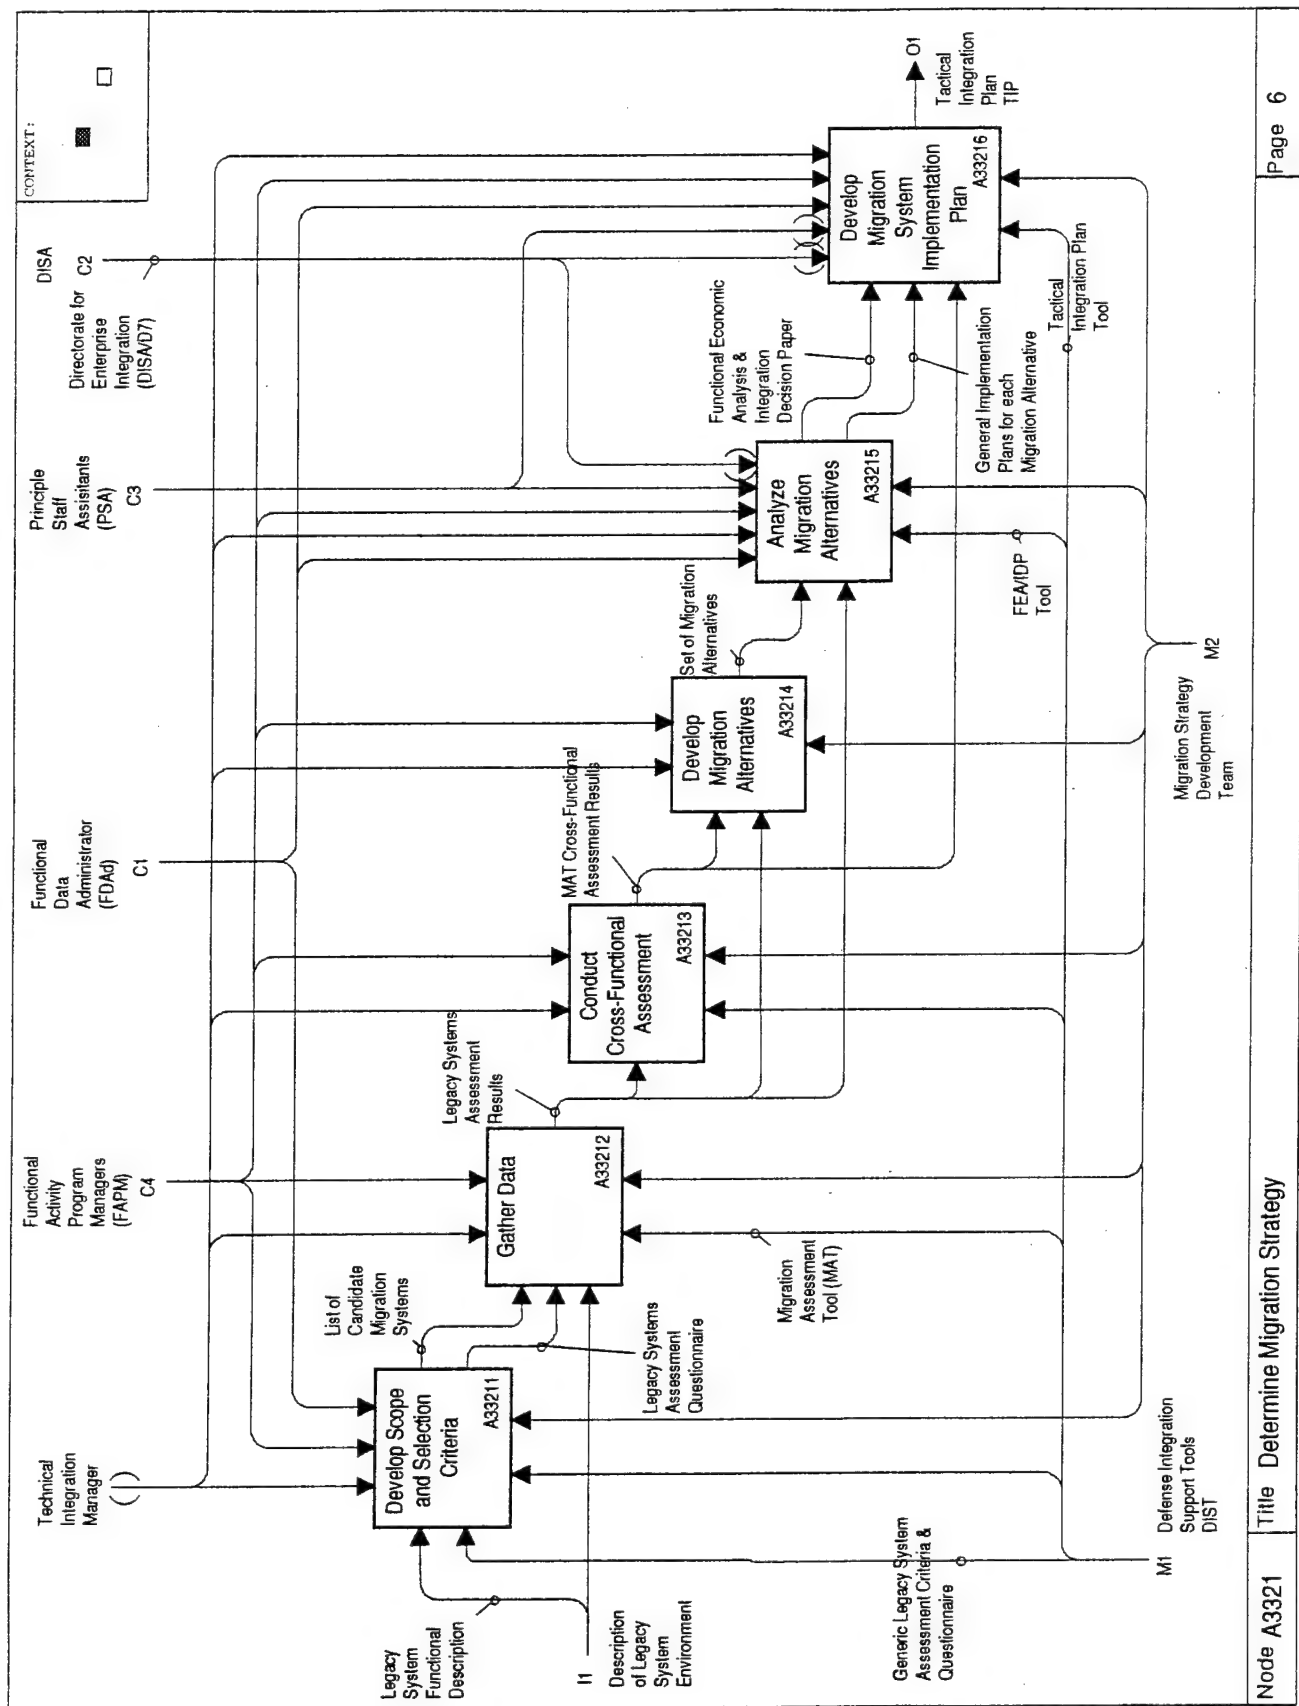 CONTEXT:
Technical
Integration
Manager
Functional
Activity
Program
Managers
(FAPM)
C4
Functional
Data
Administrator
(FDAd)
C1
Principle
Staff
Assisitants
(PSA)
C3
DISA
Directorate for
Enterprise
Integration
(DISA/D7)
C2
Legacy
System
Functional
Description
I1
Description
of Legacy
System
Environment
Develop Scope
and Selection
Criteria
A33211
List of
Candidate
Migration
Systems
Legacy Systems
Assessment
Questionnaire
Gather Data
A33212
Legacy Systems
Assessment
Results
Conduct
Cross-Functional
Assessment
A33213
MAT Cross-Functional
Assessment Results
Develop
Migration
Alternatives
A33214
Set of Migration
Alternatives
Analyze
Migration
Alternatives
A33215
Functional Economic
Analysis &
Integration
Decision Paper
General Implementation
Plans for each
Migration Alternative
Develop
Migration
System
Implementation
Plan
A33216
O1
Tactical
Integration
Plan
TIP
Generic Legacy System
Assessment Criteria &
Questionnaire
Migration
Assessment
Tool (MAT)
FEA/IDP
Tool
Tactical
Integration Plan
Tool
M1
Defense Integration
Support Tools
DIST
Migration Strategy
Development
Team
M2
Node A3321
Title Determine Migration Strategy
Page 6